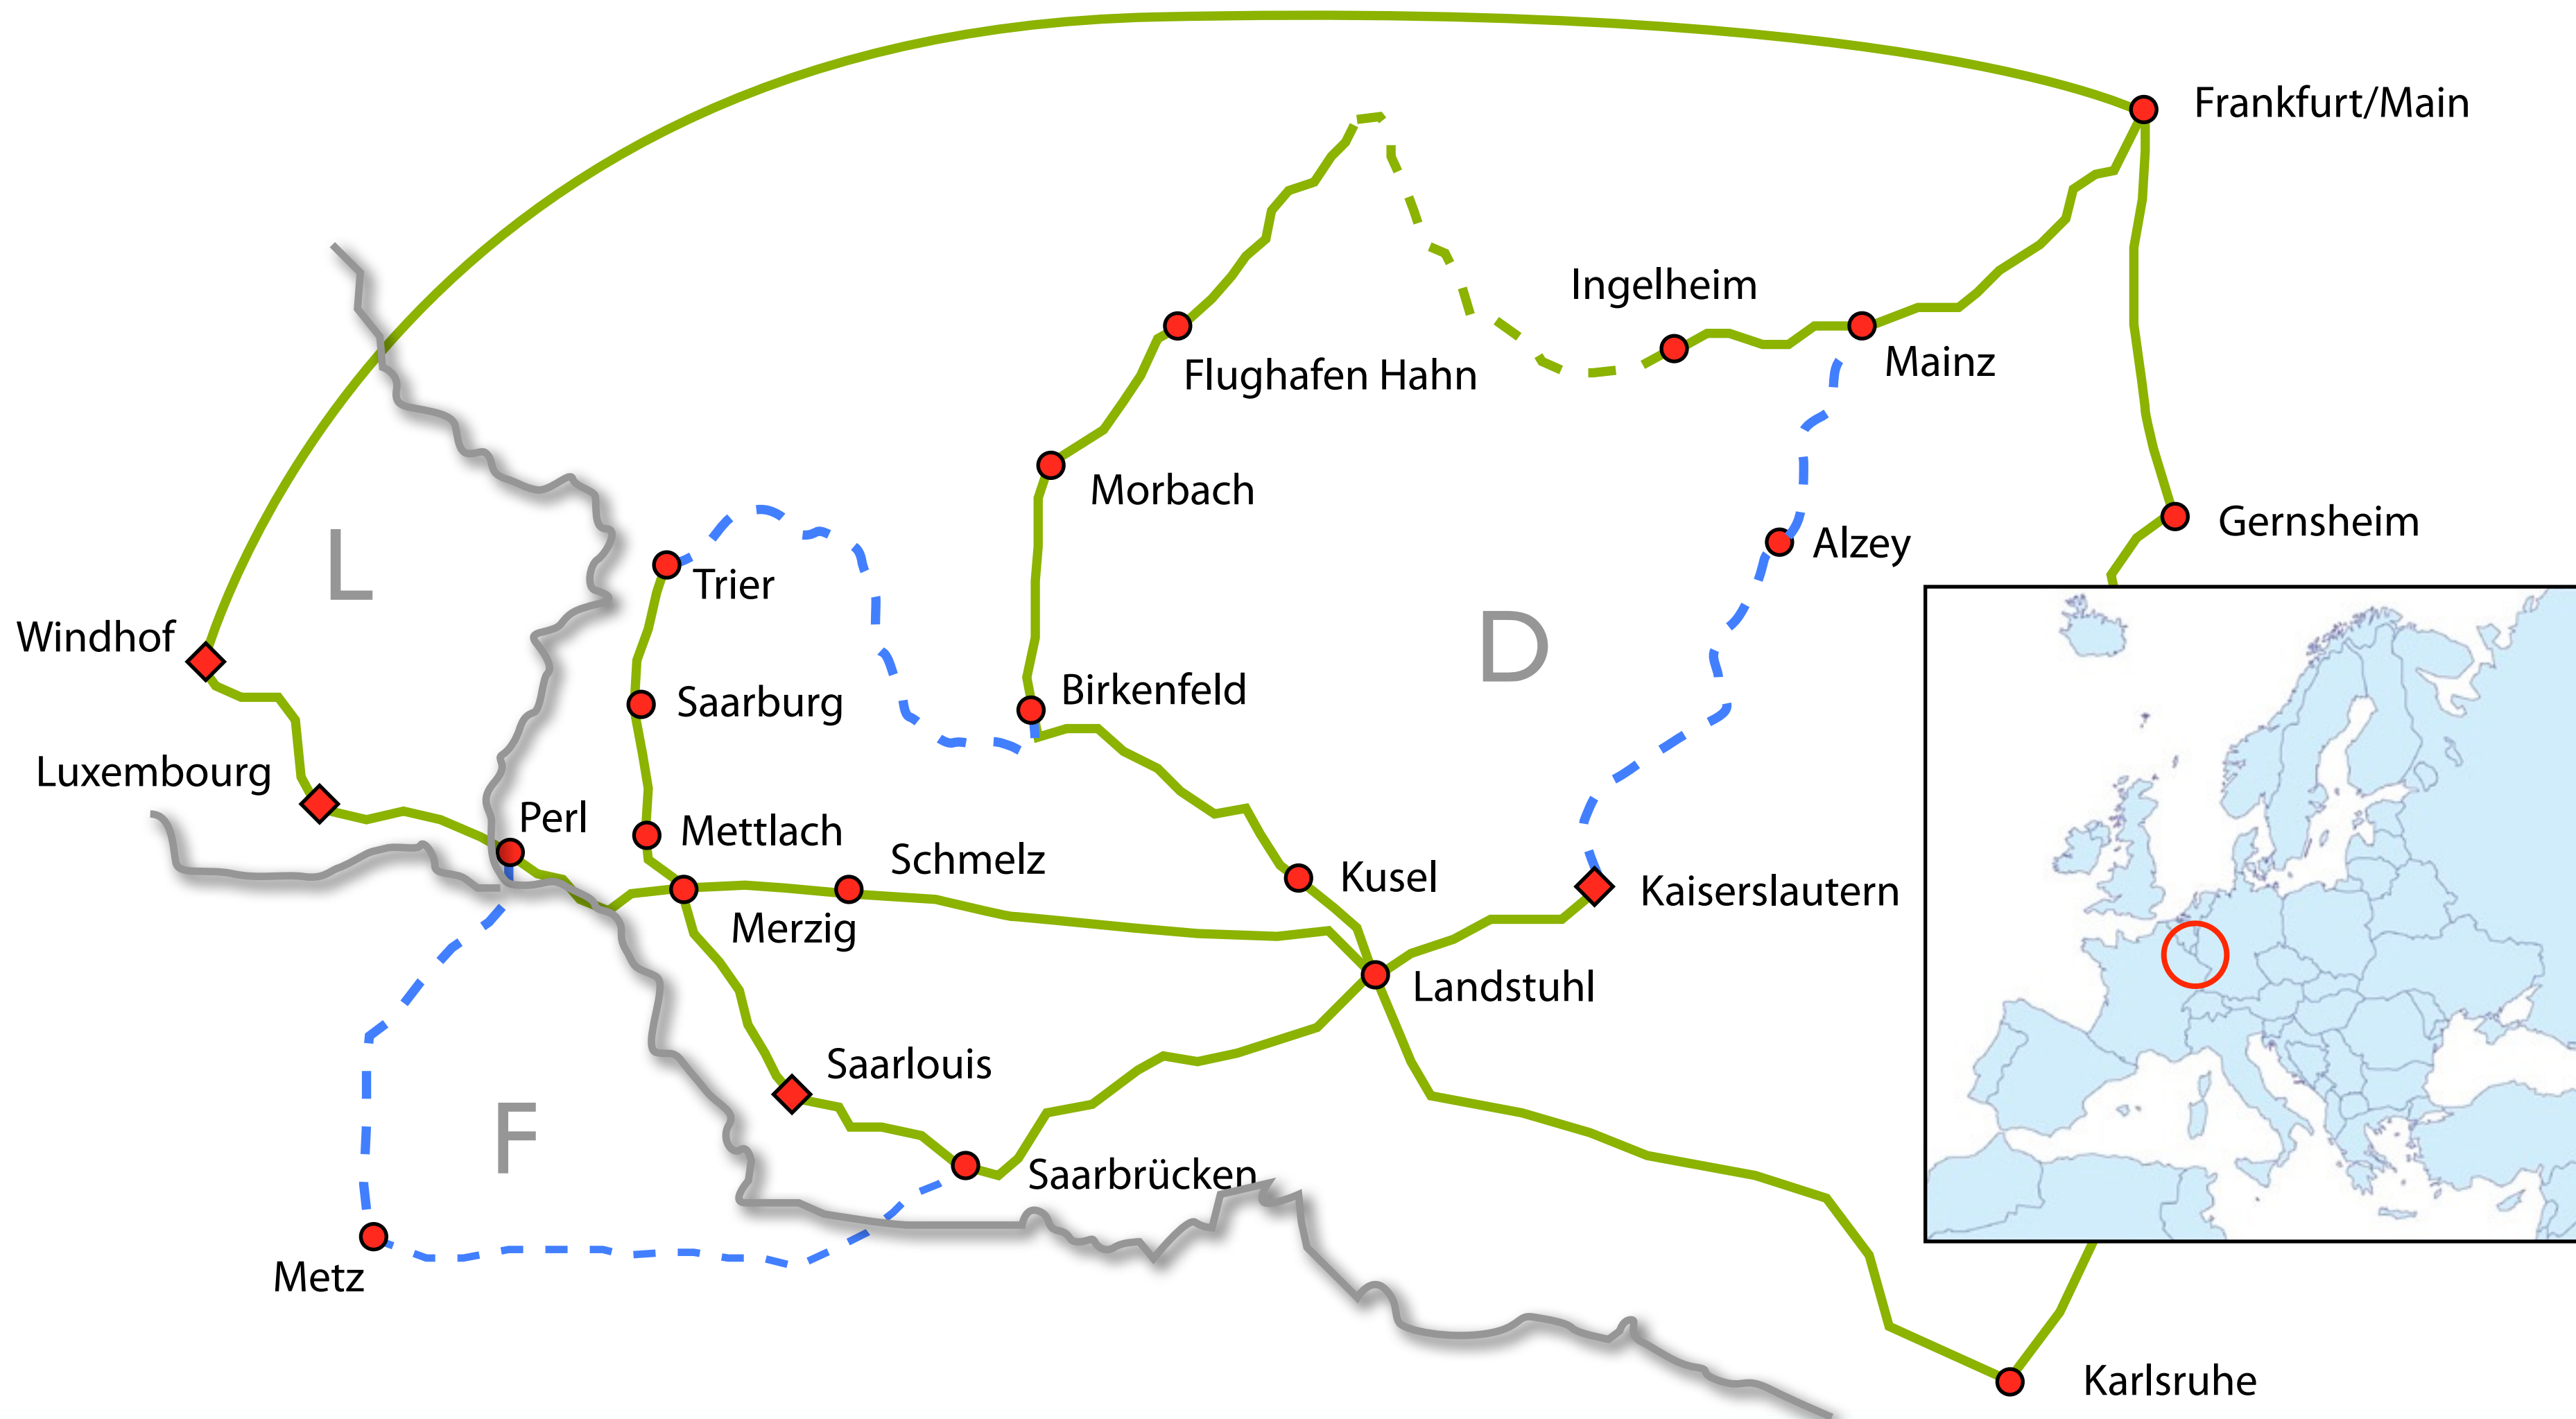 Frankfurt/Main
Ingelheim
Mainz
Flughafen Hahn
Morbach
Gernsheim
Alzey
L
Trier
D
Windhof
Saarburg
Birkenfeld
Luxembourg
Perl
Mettlach
Schmelz
Kusel
Kaiserslautern
Merzig
Landstuhl
Saarlouis
F
Saarbrücken
Metz
Karlsruhe